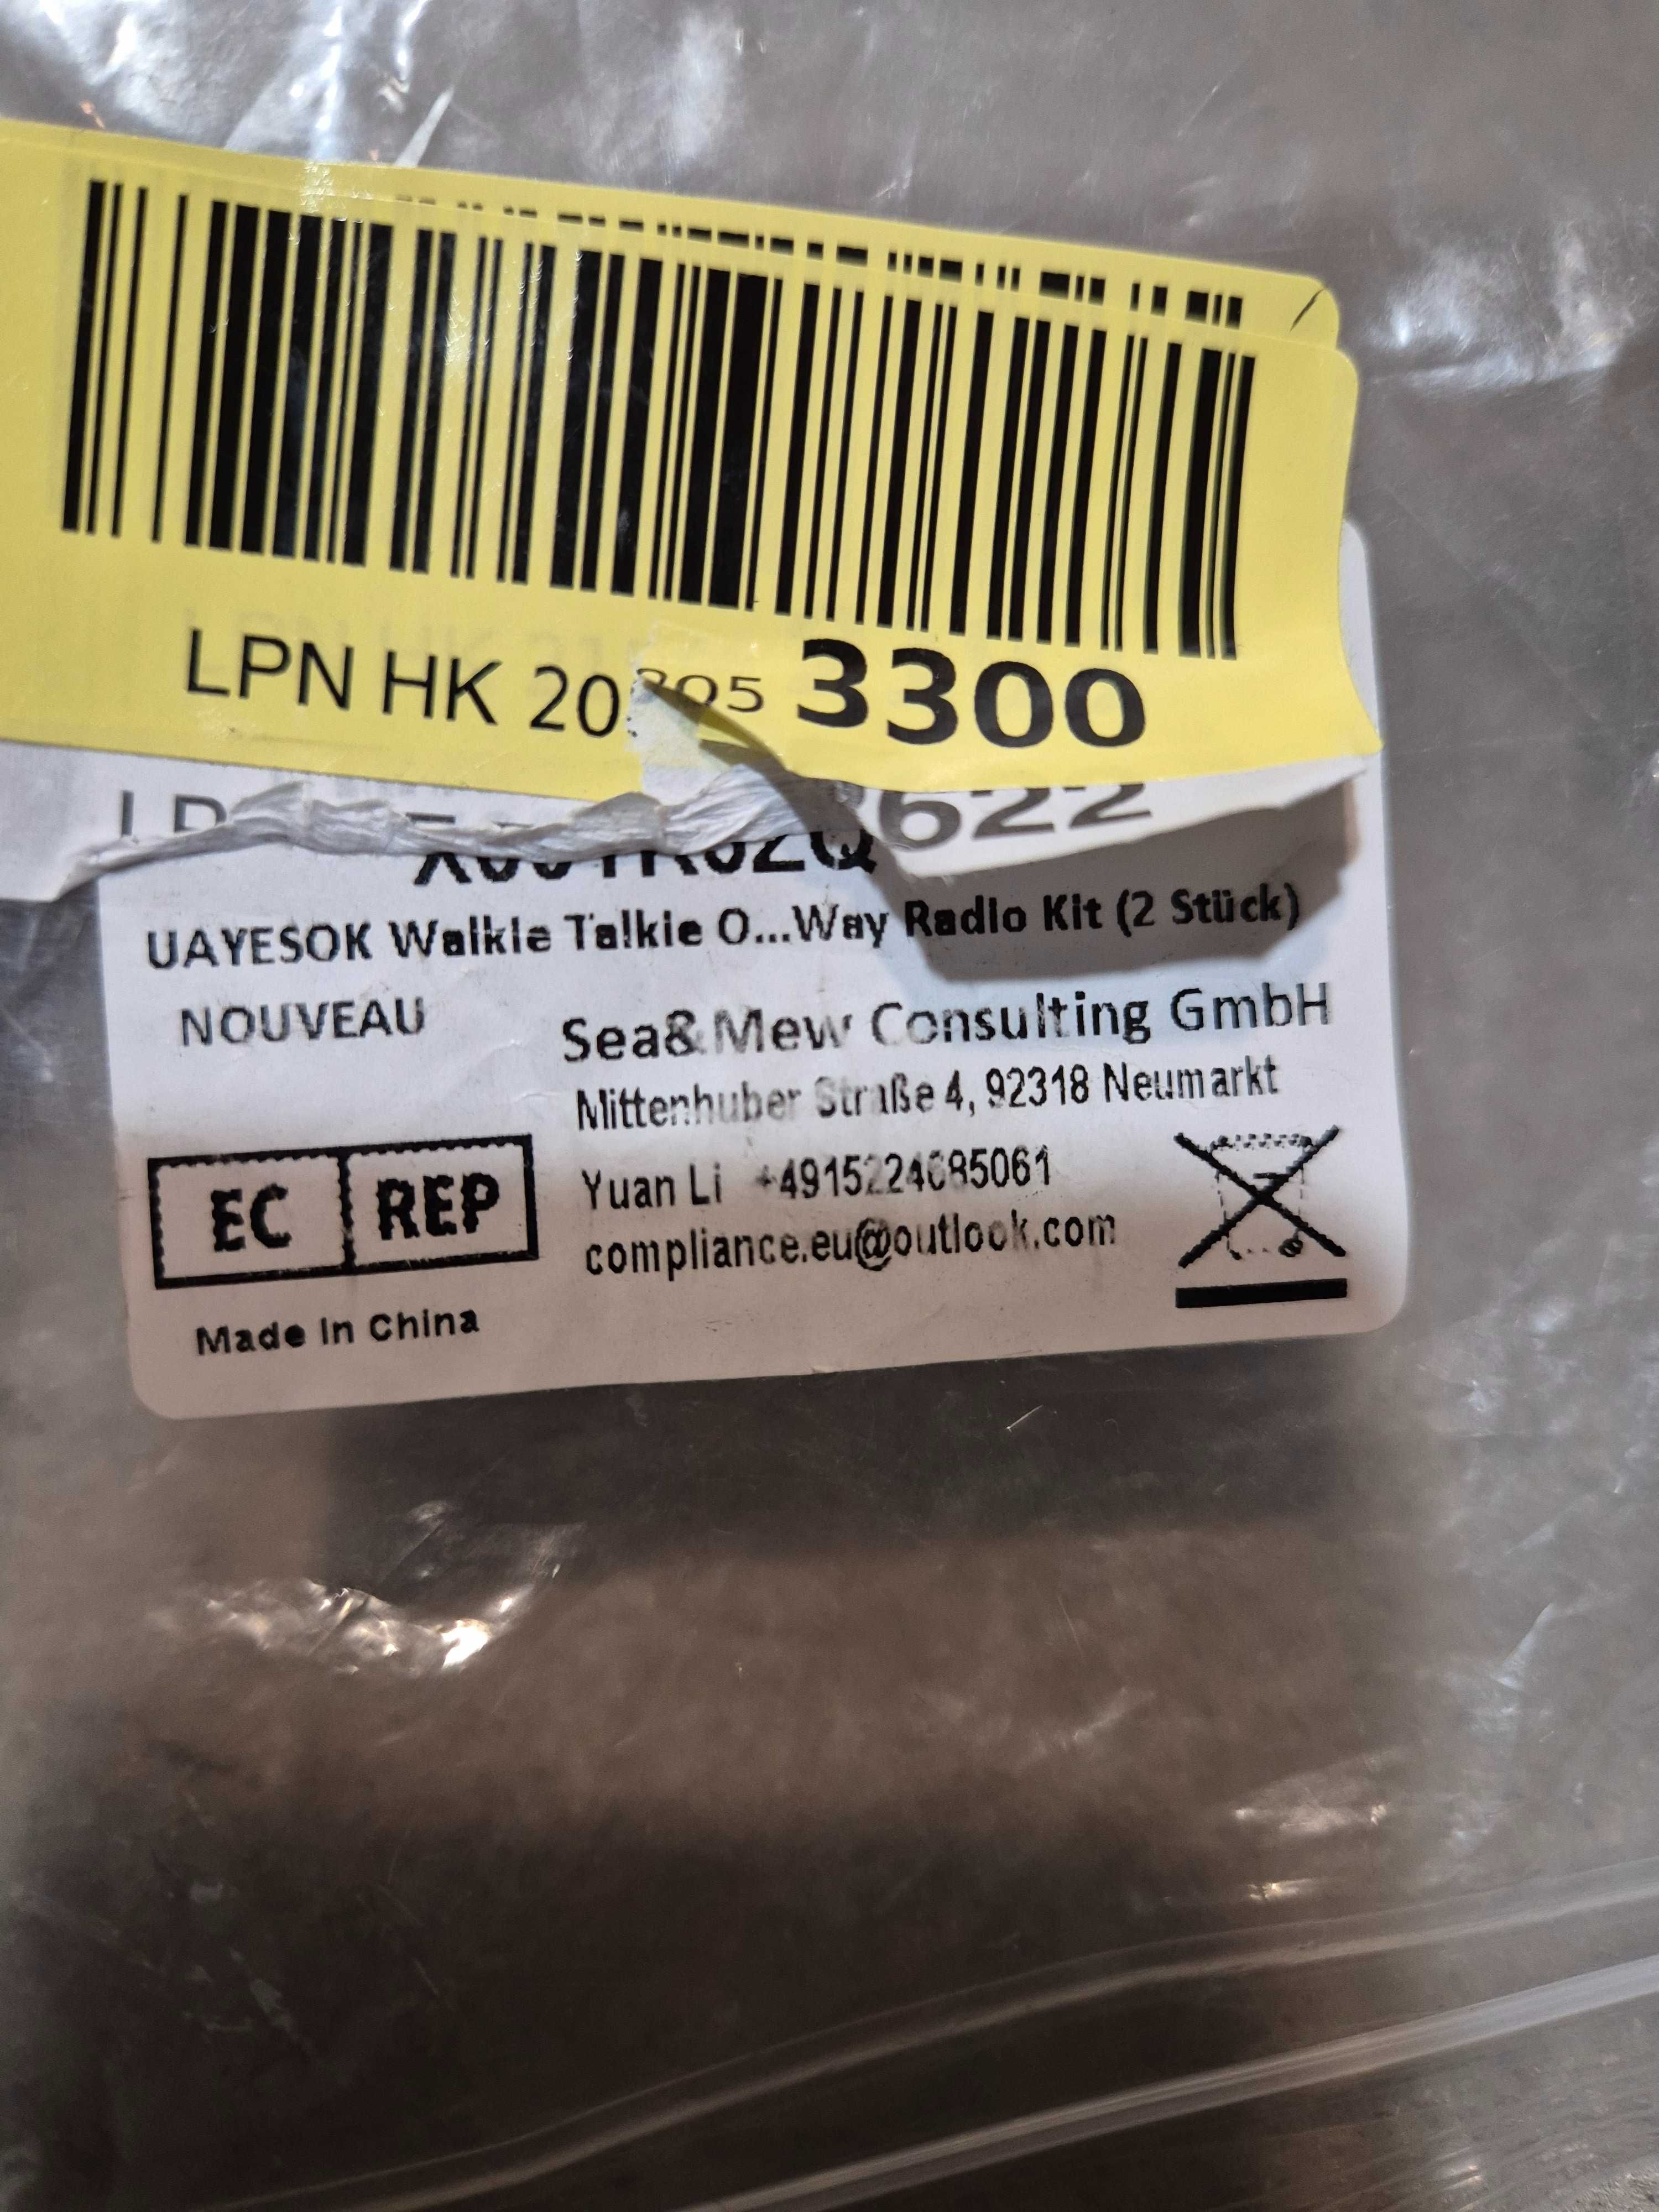 LPN HK 3300
622
UAYESOK Walkie Talkie O...Way Radio Kit (2 Stück)
NOUVEAU
Sea&Mew Consulting GmbH
Mittenhuber Straße 4, 92318 Neumarkt
EC REP
Yuan Li
compliance.eu@outlook.com
Made In China